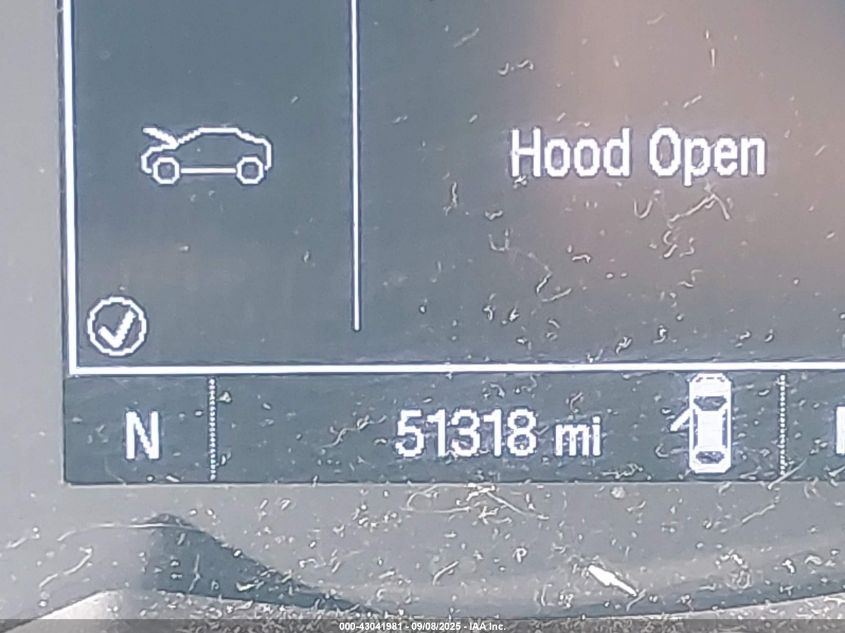 Hood Open
N
51318 mi
000-43041981 - 09/08/2025 - IAA Inc.